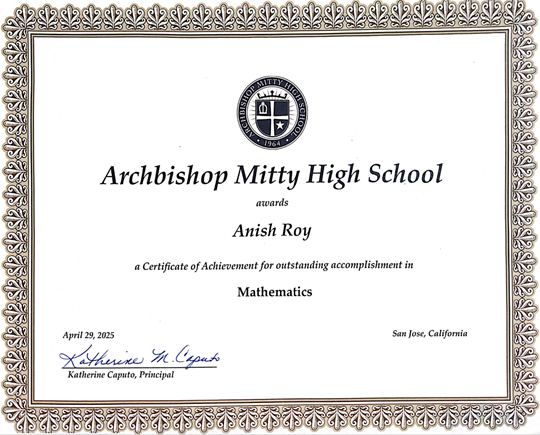 ARCHBISHOP MITTY HIGH SCHOOL
• 1964 •
Archbishop Mitty High School
awards
Anish Roy
a Certificate of Achievement for outstanding accomplishment in
Mathematics
April 29, 2025
San Jose, California
Katherine M. Caputo
Katherine Caputo, Principal